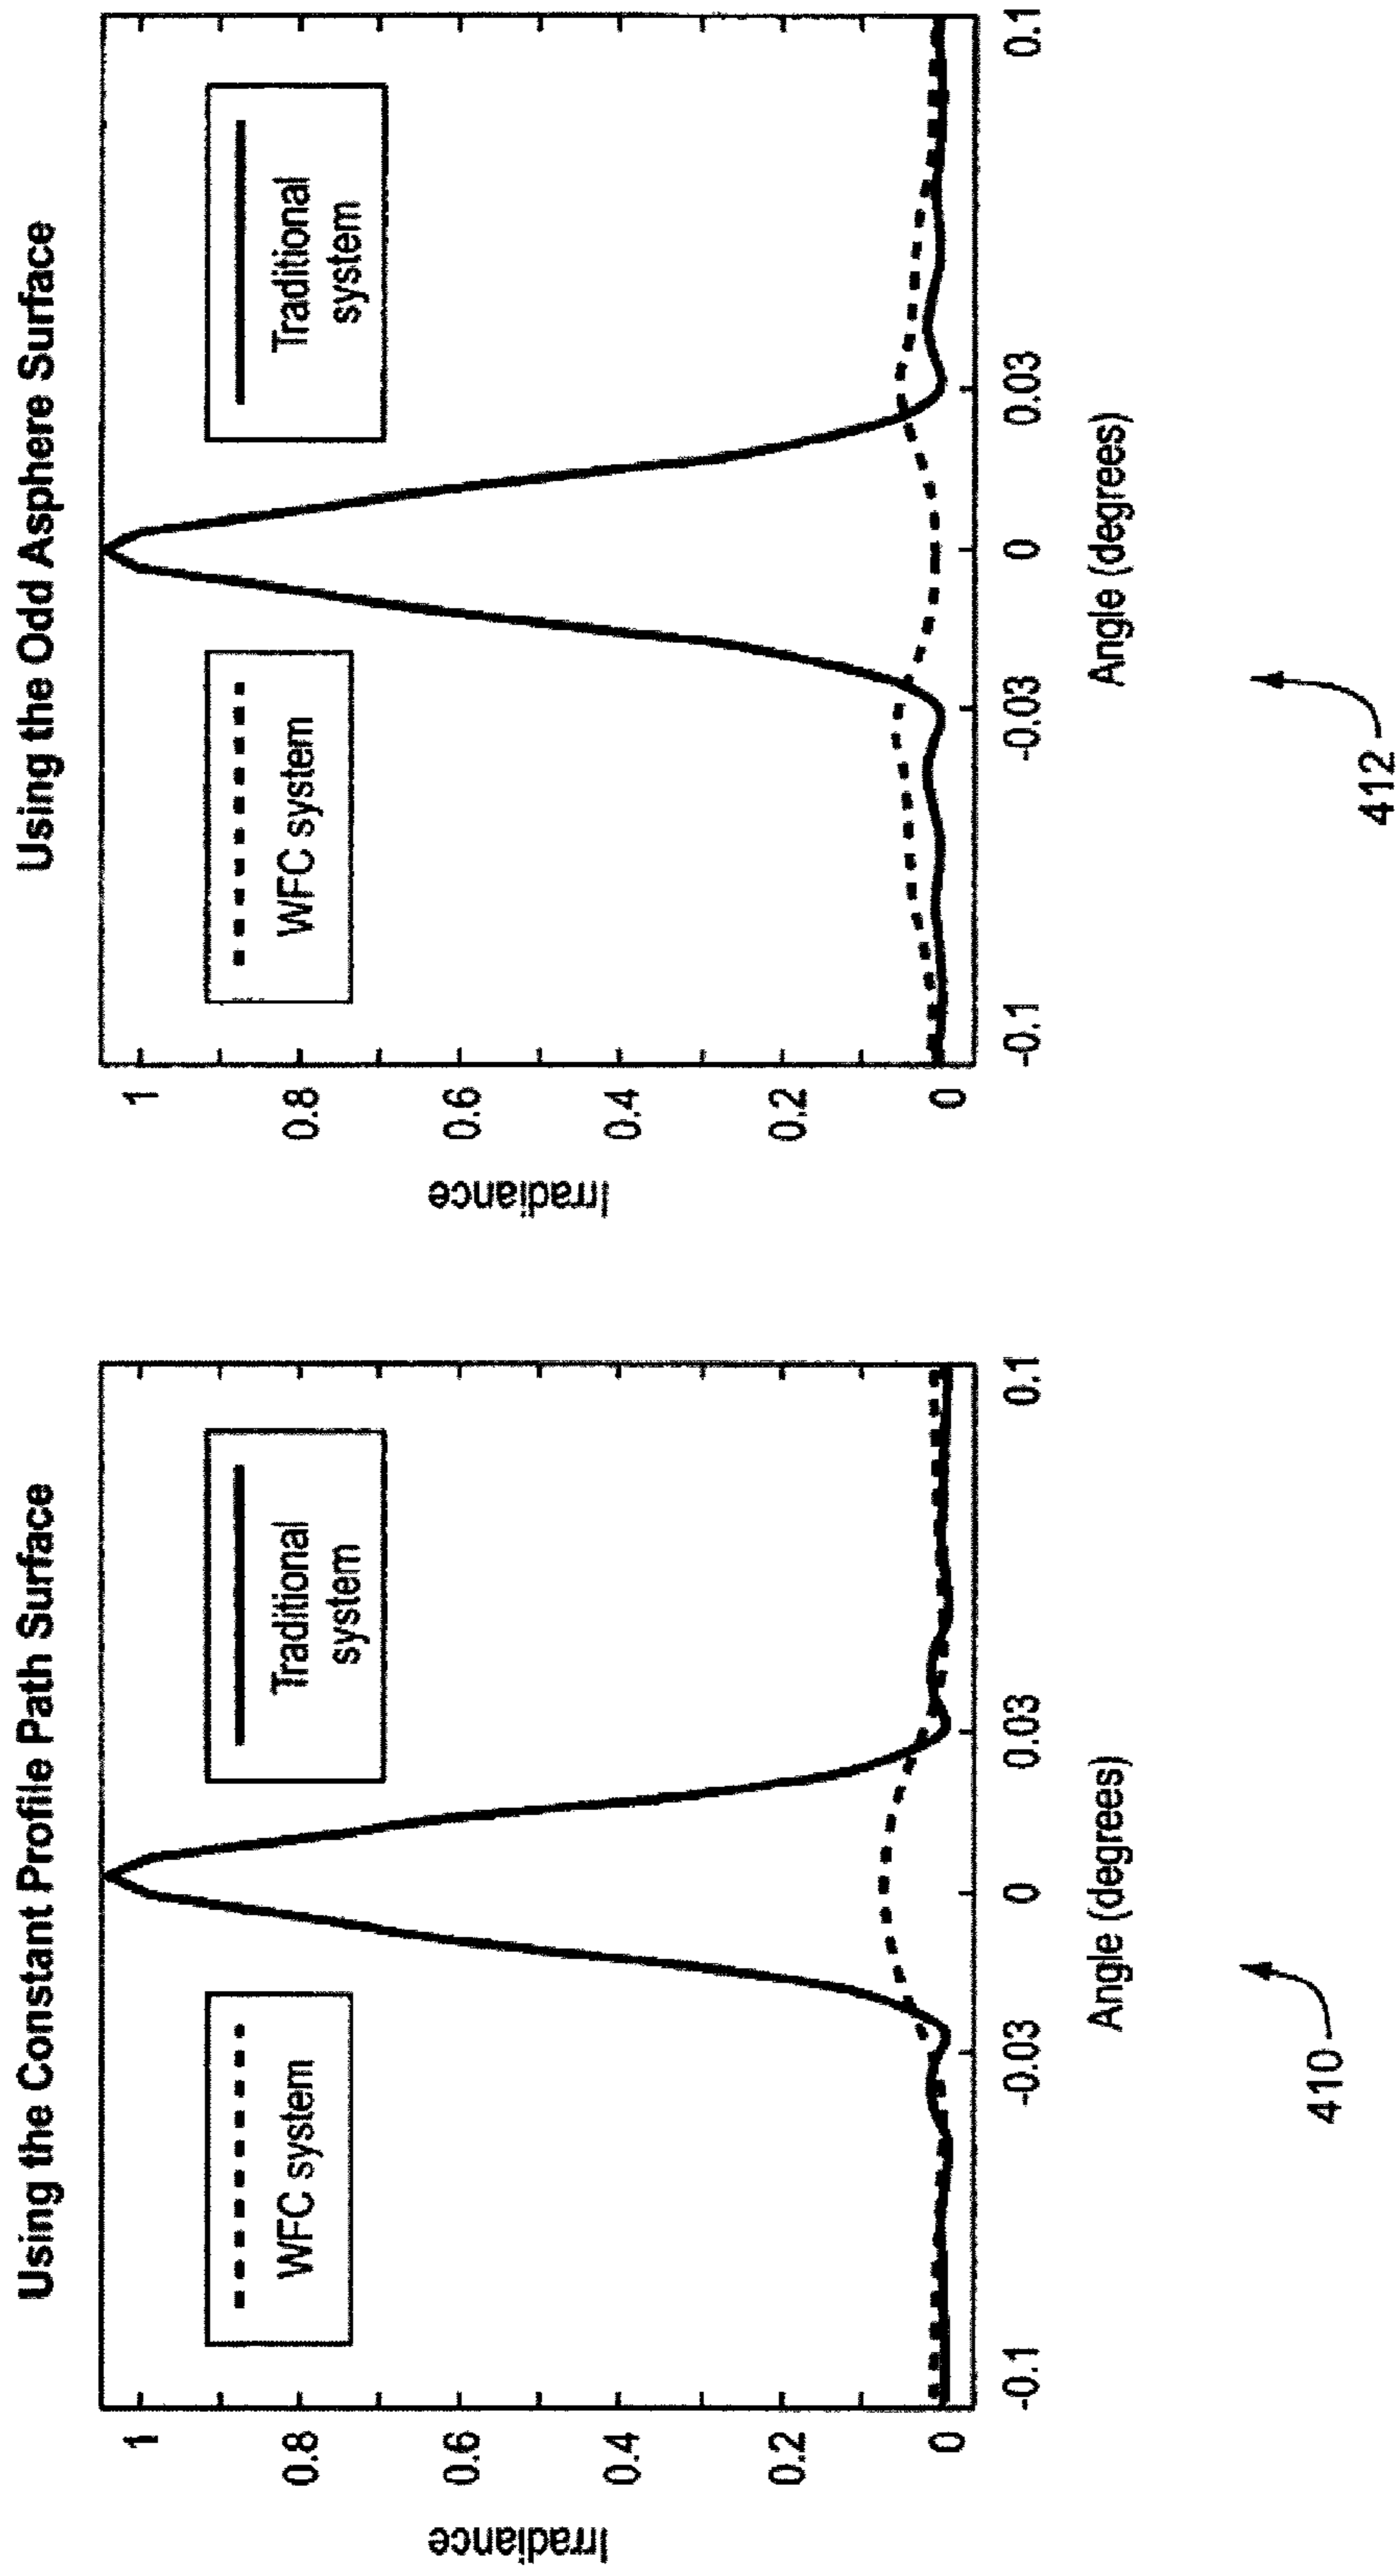 Using the Constant Profile Path Surface
Irradiance
1
0.8
0.6
0.4
0.2
0
WFC system
Traditional
system
-0.1
-0.03
0
0.03
0.1
Angle (degrees)
410
Using the Odd Asphere Surface
Irradiance
1
0.8
0.6
0.4
0.2
0
WFC system
Traditional
system
-0.1
-0.03
0
0.03
0.1
Angle (degrees)
412